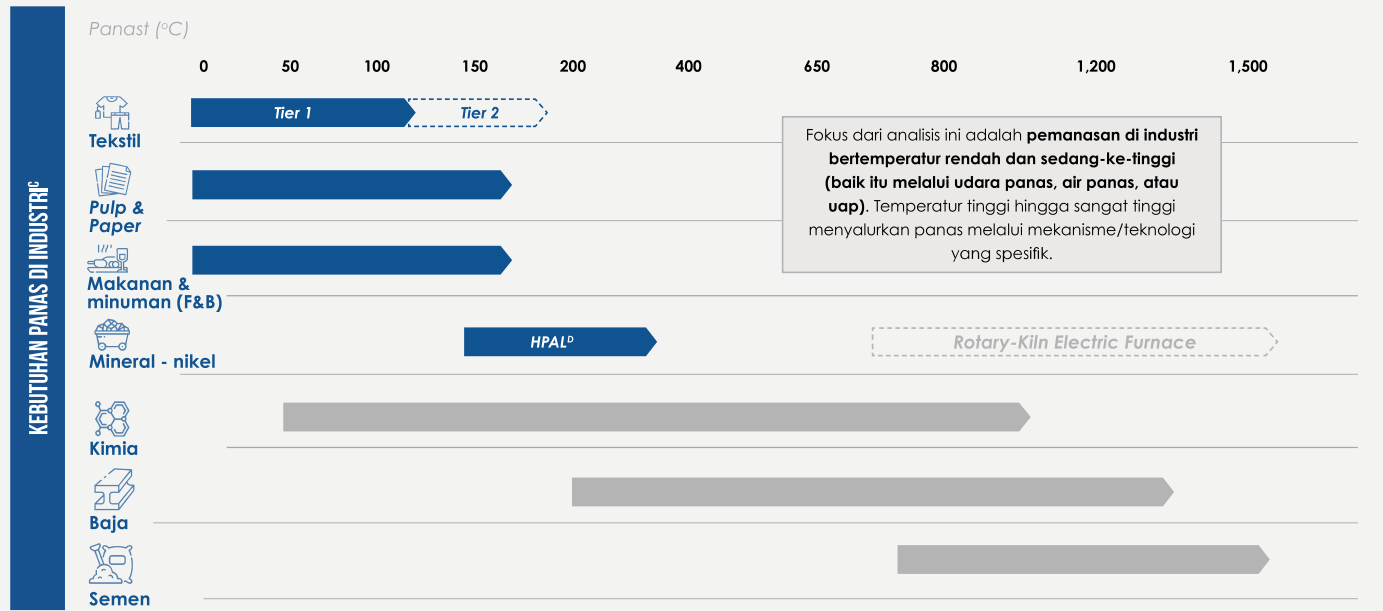 Panast (°C)
0 50 100 150 200 400 650 800 1,200 1,500
KEBUTUHAN PANAS DI INDUSTRIᶜ
Tier 1 Tier 2
Tekstil
Fokus dari analisis ini adalah pemanasan di industri
bertemperatur rendah dan sedang-ke-tinggi
(baik itu melalui udara panas, air panas, atau
uap). Temperatur tinggi hingga sangat tinggi
menyalurkan panas melalui mekanisme/teknologi
yang spesifik.
Pulp &
Paper
Makanan &
minuman (F&B)
HPALᴰ Rotary-Kiln Electric Furnace
Mineral - nikel
Kimia
Baja
Semen